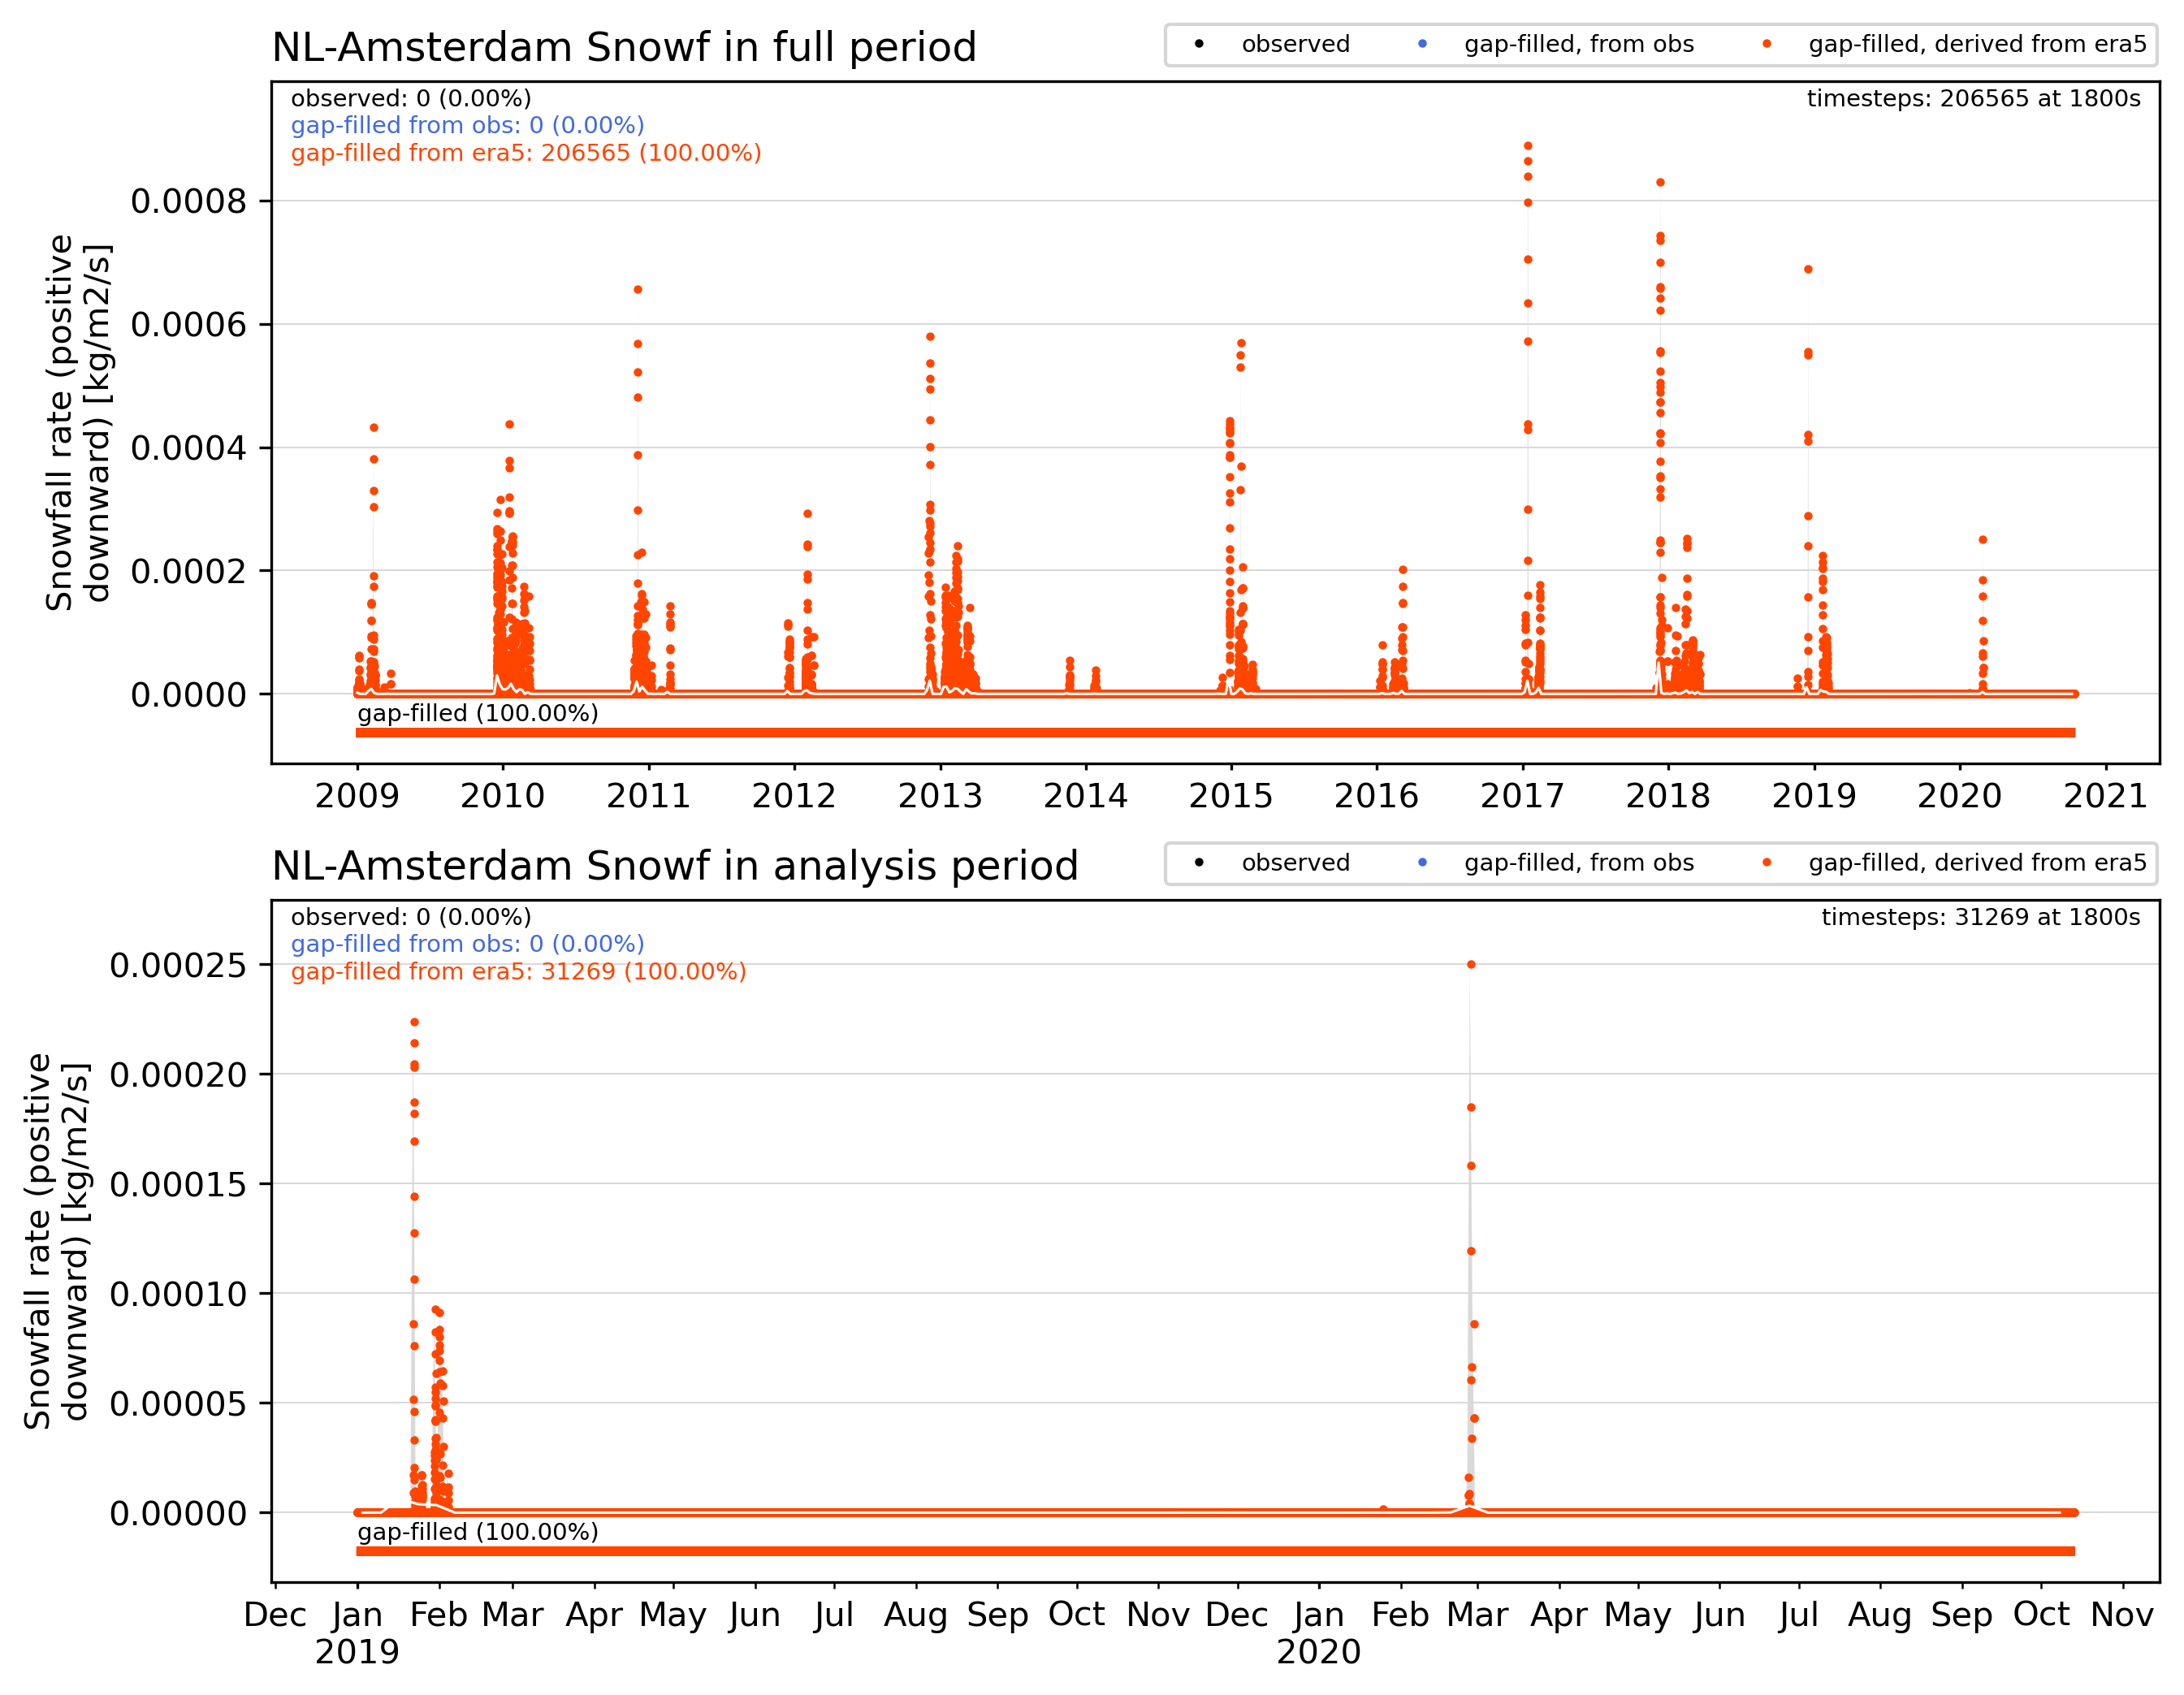 NL-Amsterdam Snowf in full period
observed gap-filled, from obs gap-filled, derived from era5
observed: 0 (0.00%)
timesteps: 206565 at 1800s
gap-filled from obs: 0 (0.00%)
gap-filled from era5: 206565 (100.00%)
Snowfall rate (positive
downward) [kg/m2/s]
0.0008
0.0006
0.0004
0.0002
0.0000
gap-filled (100.00%)
2009 2010 2011 2012 2013 2014 2015 2016 2017 2018 2019 2020 2021
NL-Amsterdam Snowf in analysis period
observed gap-filled, from obs gap-filled, derived from era5
observed: 0 (0.00%)
timesteps: 31269 at 1800s
gap-filled from obs: 0 (0.00%)
gap-filled from era5: 31269 (100.00%)
Snowfall rate (positive
downward) [kg/m2/s]
0.00025
0.00020
0.00015
0.00010
0.00005
0.00000
gap-filled (100.00%)
Dec Jan Feb Mar Apr May Jun Jul Aug Sep Oct Nov Dec Jan Feb Mar Apr May Jun Jul Aug Sep Oct Nov
2019 2020